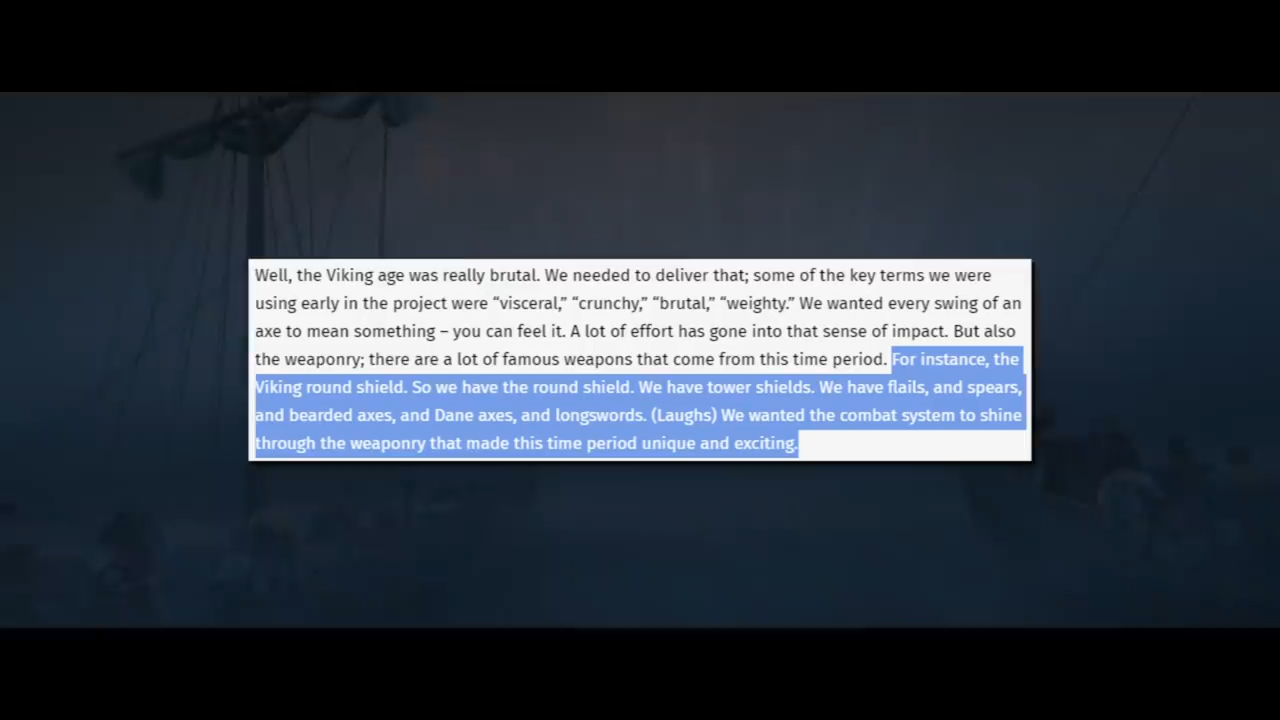 Well, the Viking age was really brutal. We needed to deliver that; some of the key terms we were
using early in the project were “visceral,” “crunchy,” “brutal,” “weighty.” We wanted every swing of an
axe to mean something – you can feel it. A lot of effort has gone into that sense of impact. But also
the weaponry; there are a lot of famous weapons that come from this time period. For instance, the
Viking round shield. So we have the round shield. We have tower shields. We have flails, and spears,
and bearded axes, and Dane axes, and longswords. (Laughs) We wanted the combat system to shine
through the weaponry that made this time period unique and exciting.